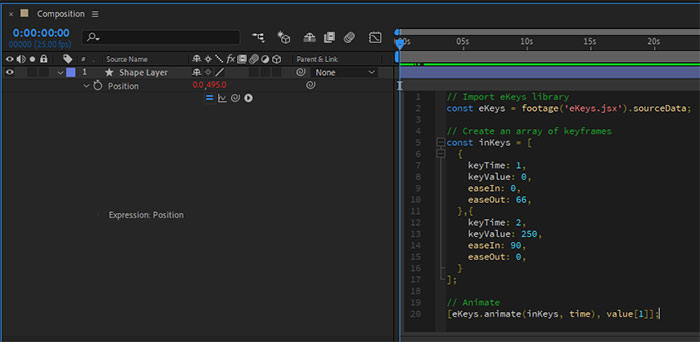 × Composition ≡
0:00:00:00
00000 (25.00 fps)
:00s 05s 10s 15s 20s
# Source Name fx Parent & Link
1 Shape Layer None
Position 0.0,495.0
Expression: Position
1 // Import eKeys library
2 const eKeys = footage('eKeys.jsx').sourceData;
3
4 // Create an array of keyframes
5 const inKeys = [
6 {
7 keyTime: 1,
8 keyValue: 0,
9 easeIn: 0,
10 easeOut: 66,
11 },{
12 keyTime: 2,
13 keyValue: 250,
14 easeIn: 90,
15 easeOut: 0,
16 }
17 ];
18
19 // Animate
20 [eKeys.animate(inKeys, time), value[1]];